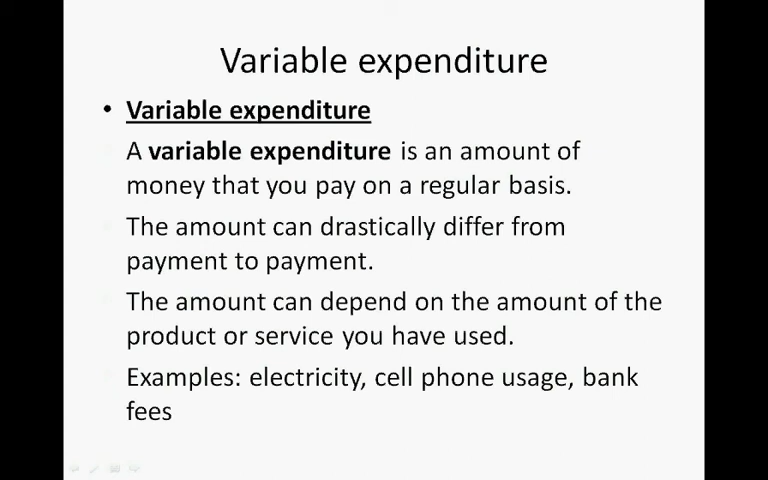 Variable expenditure
• Variable expenditure
A variable expenditure is an amount of
money that you pay on a regular basis.
The amount can drastically differ from
payment to payment.
The amount can depend on the amount of the
product or service you have used.
Examples: electricity, cell phone usage, bank
fees